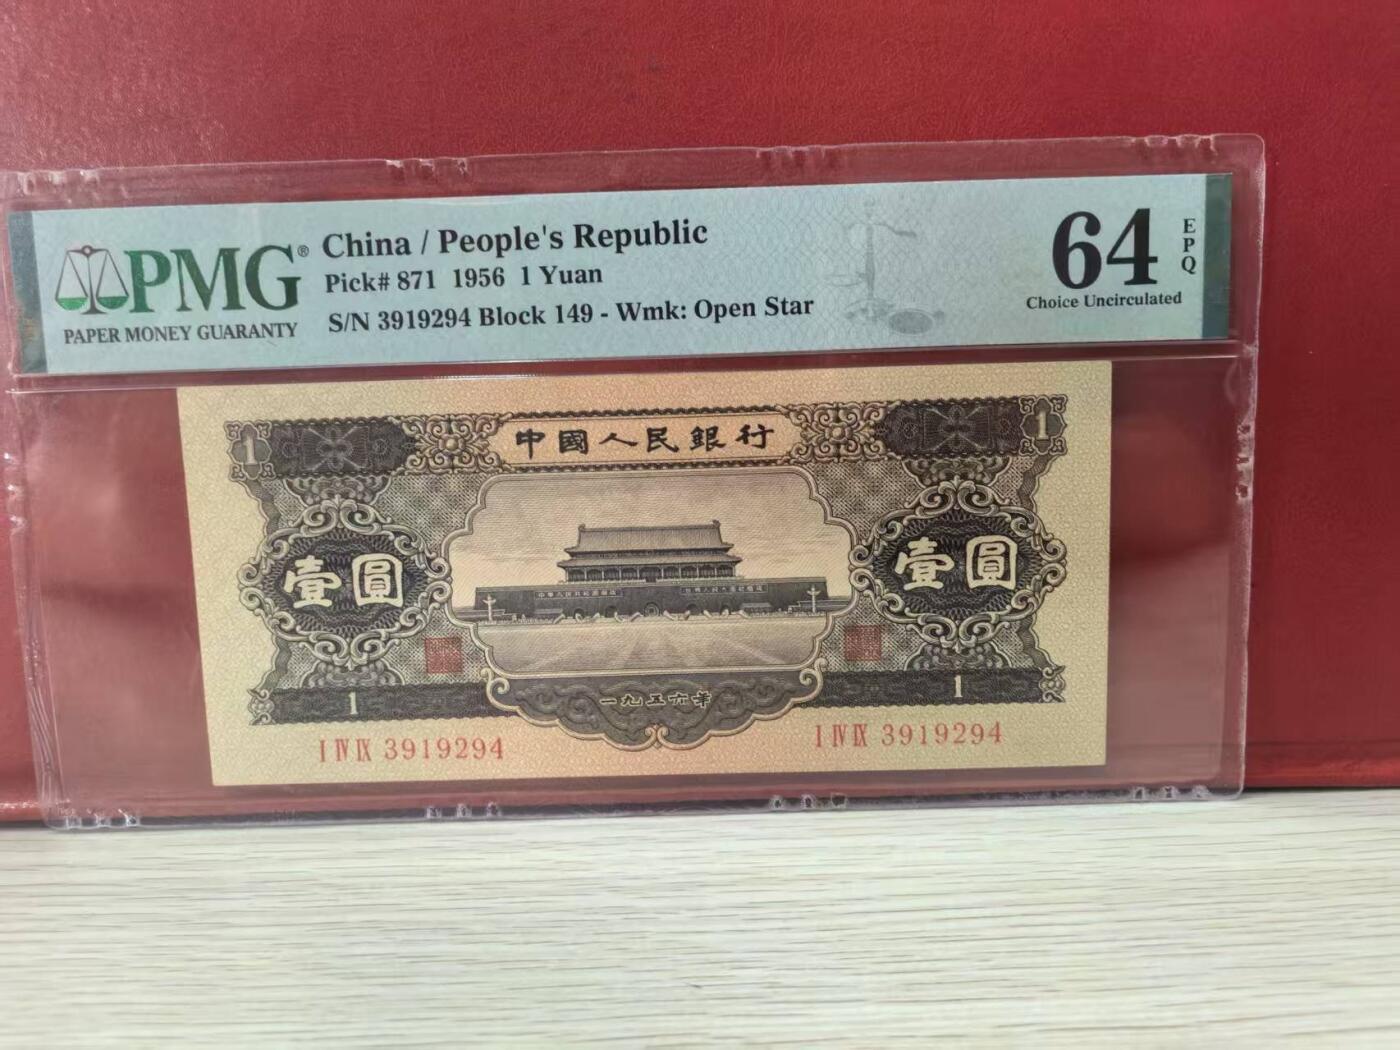 PMG®
PAPER MONEY GUARANTY
China / People's Republic
Pick# 871 1956 1 Yuan
S/N 3919294 Block 149 - Wmk: Open Star
64
EPQ
Choice Uncirculated
1
中國人民銀行
1
壹圓
壹圓
1
一九五六年
1
I IV IX 3919294
I IV IX 3919294